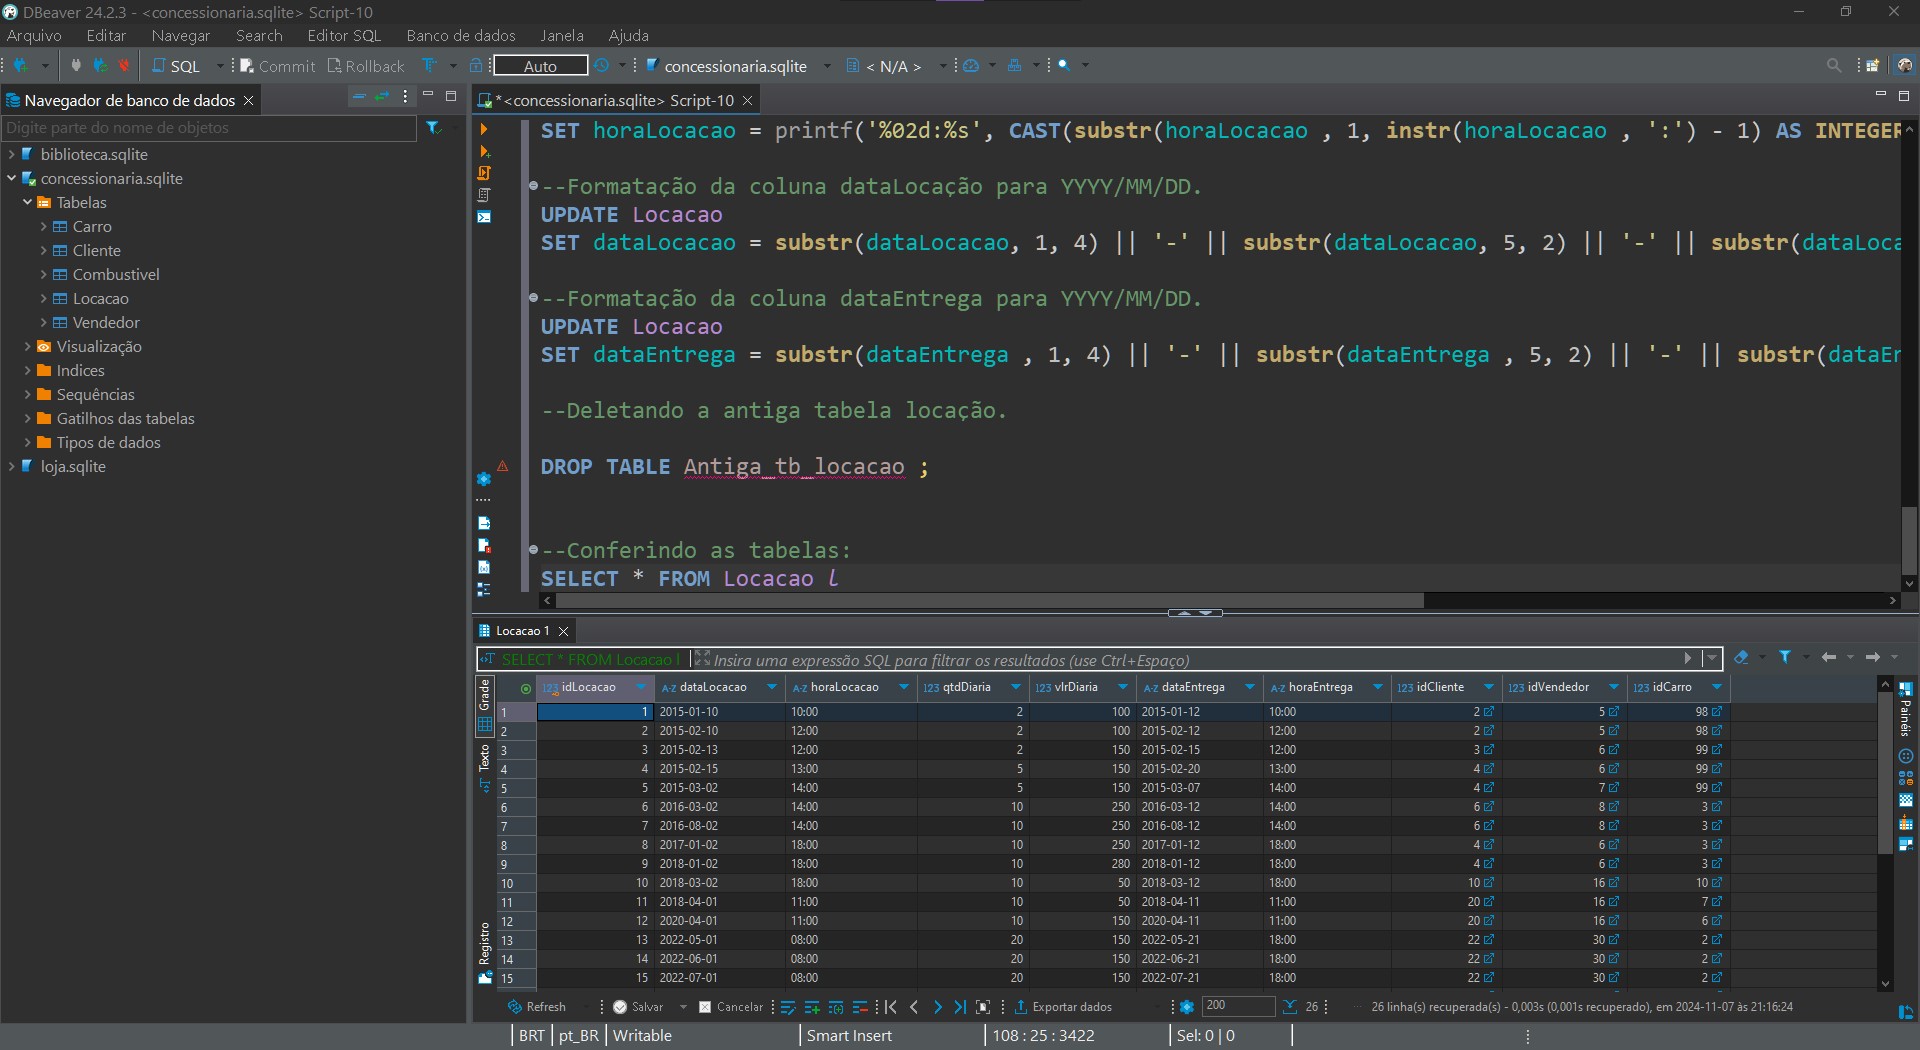 DBeaver 24.2.3 - <concessionaria.sqlite> Script-10
Arquivo Editar Navegar Search Editor SQL Banco de dados Janela Ajuda
SQL Commit Rollback Auto concessionaria.sqlite < N/A >
Navegador de banco de dados
Digite parte do nome de objetos
biblioteca.sqlite
concessionaria.sqlite
Tabelas
Carro
Cliente
Combustivel
Locacao
Vendedor
Visualização
Indices
Sequências
Gatilhos das tabelas
Tipos de dados
loja.sqlite
*<concessionaria.sqlite> Script-10
SET horaLocacao = printf('%02d:%s', CAST(substr(horaLocacao , 1, instr(horaLocacao , ':') - 1) AS INTEGER
--Formatação da coluna dataLocação para YYYY/MM/DD.
UPDATE Locacao
SET dataLocacao = substr(dataLocacao, 1, 4) || '-' || substr(dataLocacao, 5, 2) || '-' || substr(dataLoca
--Formatação da coluna dataEntrega para YYYY/MM/DD.
UPDATE Locacao
SET dataEntrega = substr(dataEntrega , 1, 4) || '-' || substr(dataEntrega , 5, 2) || '-' || substr(dataEn
--Deletando a antiga tabela locação.
DROP TABLE Antiga_tb_locacao ;
--Conferindo as tabelas:
SELECT * FROM Locacao l
Locacao 1
SELECT * FROM Locacao l Insira uma expressão SQL para filtrar os resultados (use Ctrl+Espaço)
Grade
Texto
Registro
Painéis
123 idLocacao A-Z dataLocacao A-Z horaLocacao 123 qtdDiaria 123 vlrDiaria A-Z dataEntrega A-Z horaEntrega 123 idCliente 123 idVendedor 123 idCarro
1 1 2015-01-10 10:00 2 100 2015-01-12 10:00 2 5 98
2 2 2015-02-10 12:00 2 100 2015-02-12 12:00 2 5 98
3 3 2015-02-13 12:00 2 150 2015-02-15 12:00 3 6 99
4 4 2015-02-15 13:00 5 150 2015-02-20 13:00 4 6 99
5 5 2015-03-02 14:00 5 150 2015-03-07 14:00 4 7 99
6 6 2016-03-02 14:00 10 250 2016-03-12 14:00 6 8 3
7 7 2016-08-02 14:00 10 250 2016-08-12 14:00 6 8 3
8 8 2017-01-02 18:00 10 250 2017-01-12 18:00 4 6 3
9 9 2018-01-02 18:00 10 280 2018-01-12 18:00 4 6 3
10 10 2018-03-02 18:00 10 50 2018-03-12 18:00 10 16 10
11 11 2018-04-01 11:00 10 50 2018-04-11 11:00 20 16 7
12 12 2020-04-01 11:00 10 150 2020-04-11 11:00 20 16 6
13 13 2022-05-01 08:00 20 150 2022-05-21 18:00 22 30 2
14 14 2022-06-01 08:00 20 150 2022-06-21 18:00 22 30 2
15 15 2022-07-01 08:00 20 150 2022-07-21 18:00 22 30 2
Refresh Salvar Cancelar Exportar dados 200 26 26 linha(s) recuperada(s) - 0,003s (0,001s recuperado), em 2024-11-07 às 21:16:24
BRT pt_BR Writable Smart Insert 108 : 25 : 3422 Sel: 0 | 0